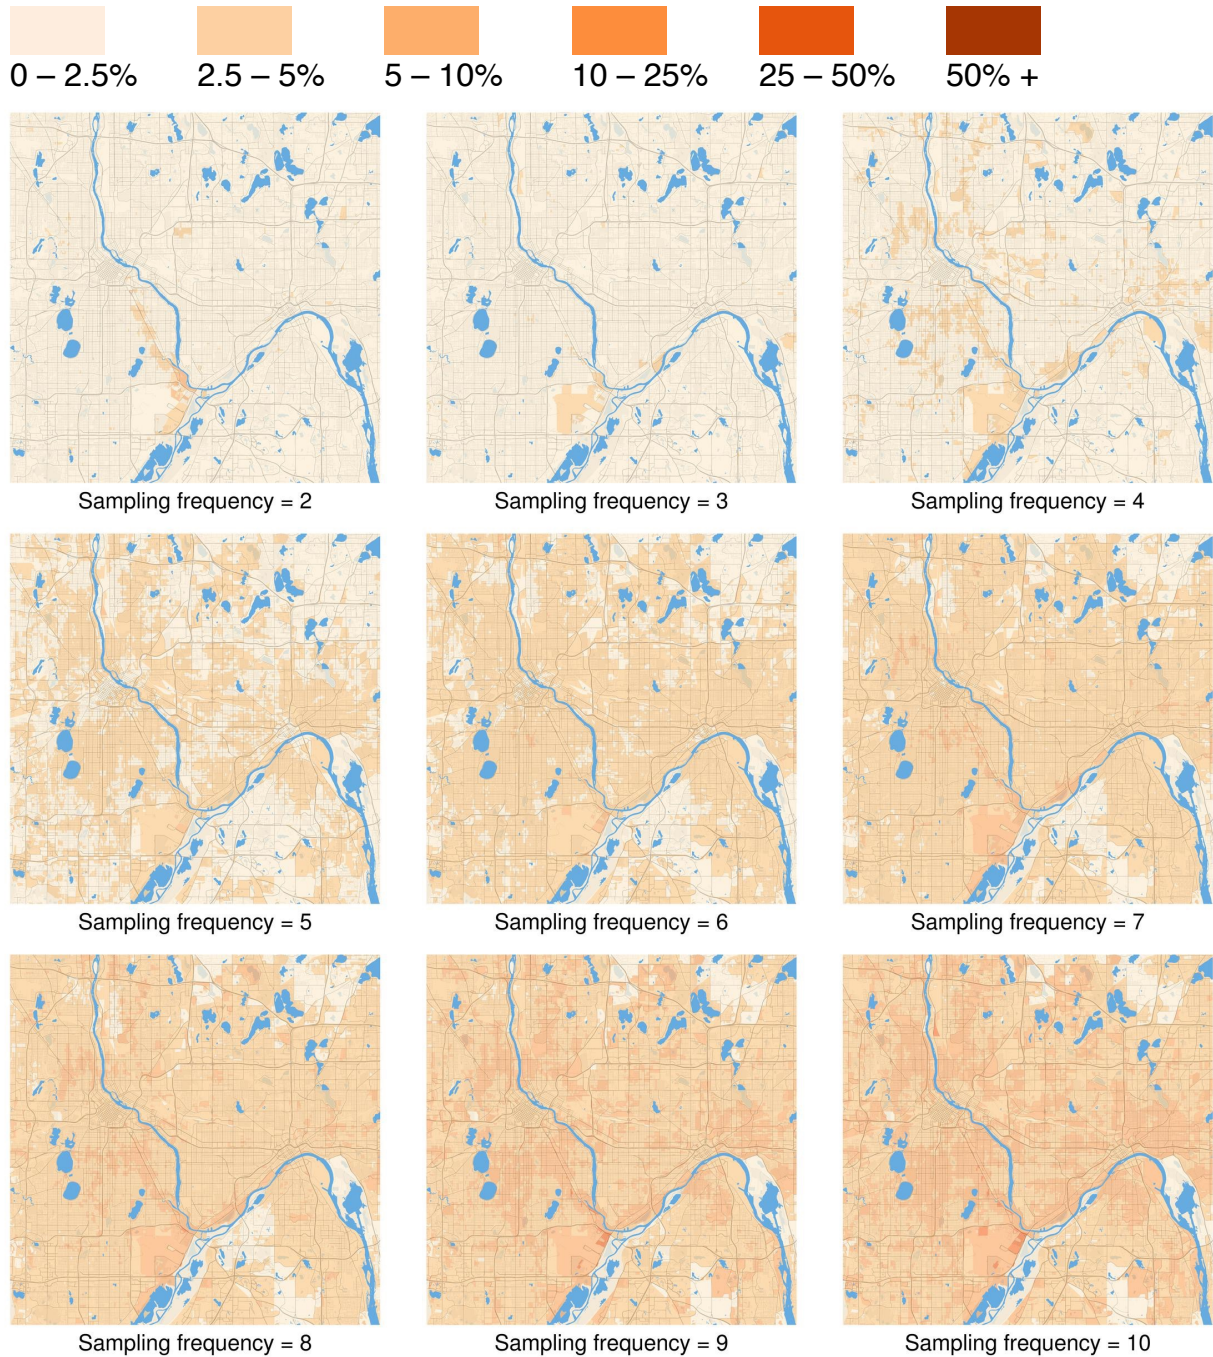 0 – 2.5%
2.5 – 5%
5 – 10%
10 – 25%
25 – 50%
50% +
Sampling frequency = 2
Sampling frequency = 3
Sampling frequency = 4
Sampling frequency = 5
Sampling frequency = 6
Sampling frequency = 7
Sampling frequency = 8
Sampling frequency = 9
Sampling frequency = 10